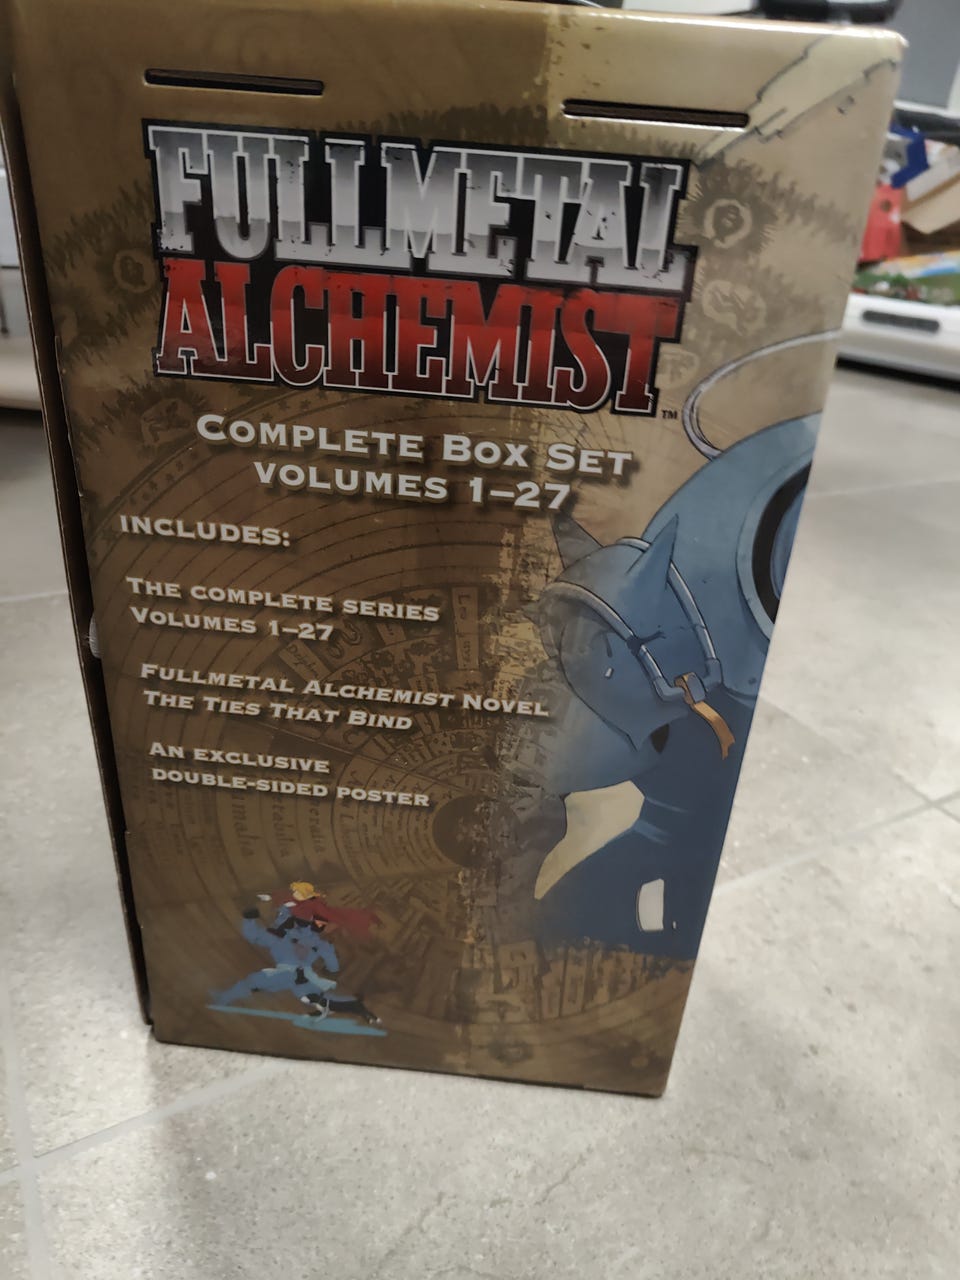 FULLMETAL
ALCHEMIST™
COMPLETE BOX SET
VOLUMES 1–27
INCLUDES:
THE COMPLETE SERIES
VOLUMES 1–27
FULLMETAL ALCHEMIST NOVEL
THE TIES THAT BIND
AN EXCLUSIVE
DOUBLE-SIDED POSTER